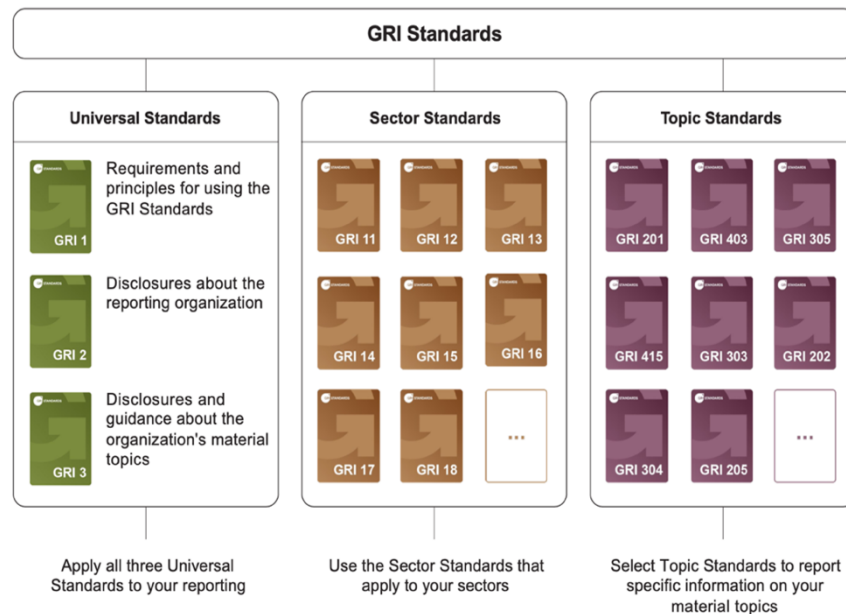 GRI Standards
Universal Standards
GRI 1
Requirements and
principles for using the
GRI Standards
GRI 2
Disclosures about the
reporting organization
GRI 3
Disclosures and
guidance about the
organization's material
topics
Apply all three Universal
Standards to your reporting
Sector Standards
GRI 11
GRI 12
GRI 13
GRI 14
GRI 15
GRI 16
GRI 17
GRI 18
...
Use the Sector Standards that
apply to your sectors
Topic Standards
GRI 201
GRI 403
GRI 305
GRI 415
GRI 303
GRI 202
GRI 304
GRI 205
...
Select Topic Standards to report
specific information on your
material topics